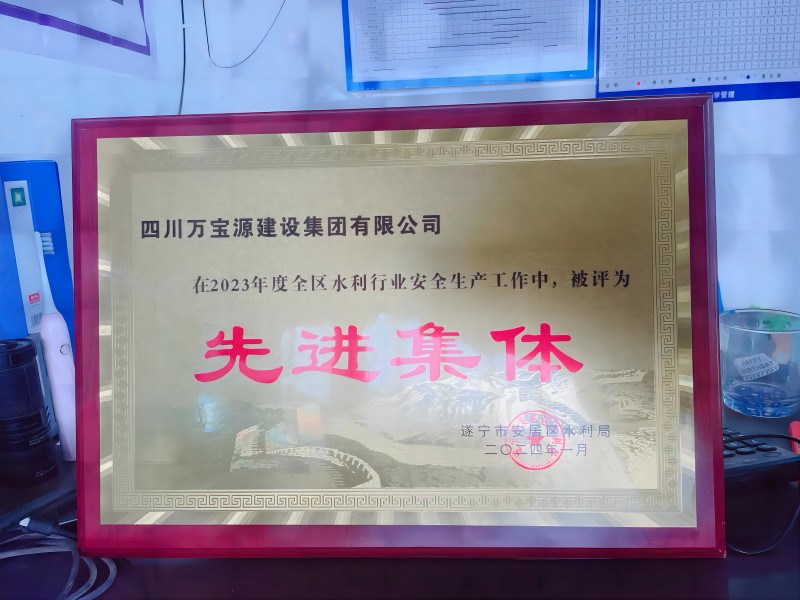 四川万宝源建设集团有限公司
在2023年度全区水利行业安全生产工作中，被评为
先进集体
遂宁市安居区水利局
二〇二四年一月